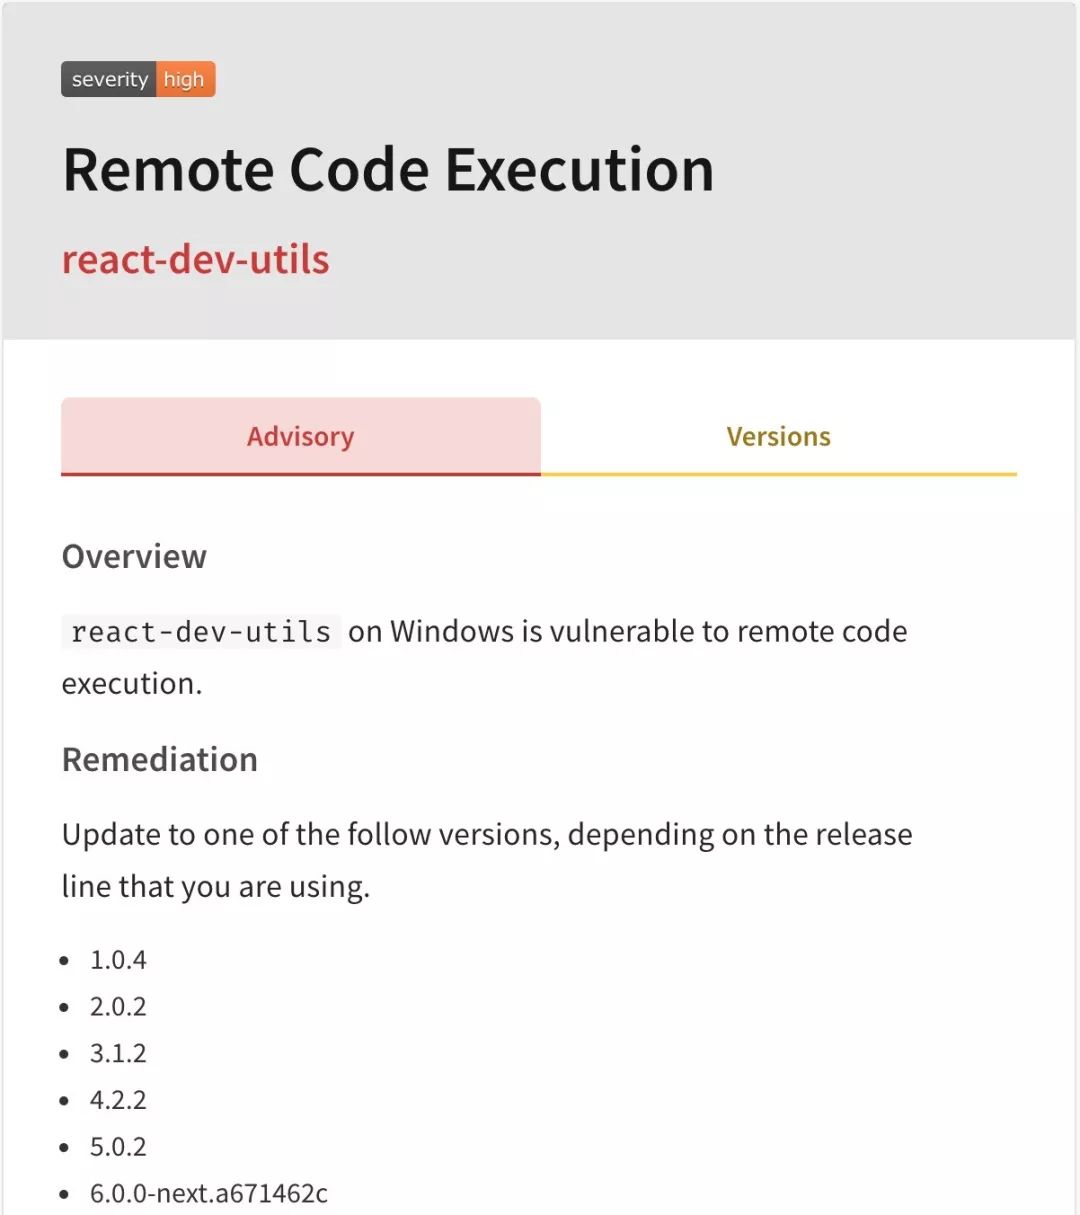 severity high
Remote Code Execution
react-dev-utils
Advisory Versions
Overview
react-dev-utils on Windows is vulnerable to remote code
execution.
Remediation
Update to one of the follow versions, depending on the release
line that you are using.
• 1.0.4
• 2.0.2
• 3.1.2
• 4.2.2
• 5.0.2
• 6.0.0-next.a671462c